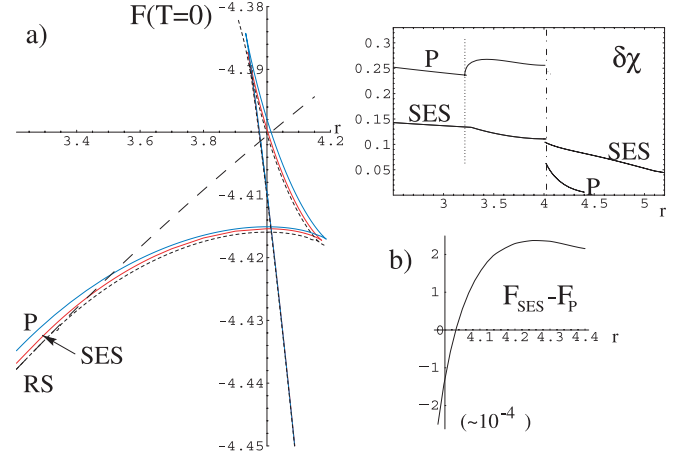 a)
F(T=0)
-4.38
-4.39
r
3.4
3.6
3.8
4
4.2
-4.41
-4.42
-4.43
-4.44
-4.45
P
SES
RS
δχ
0.3
0.25
0.15
0.1
0.05
P
SES
SES
P
3
3.5
4
4.5
5
r
b)
2
1
0
-1
-2
F_SES-F_P
4.1
4.2
4.3
4.4
r
(~10^-4)